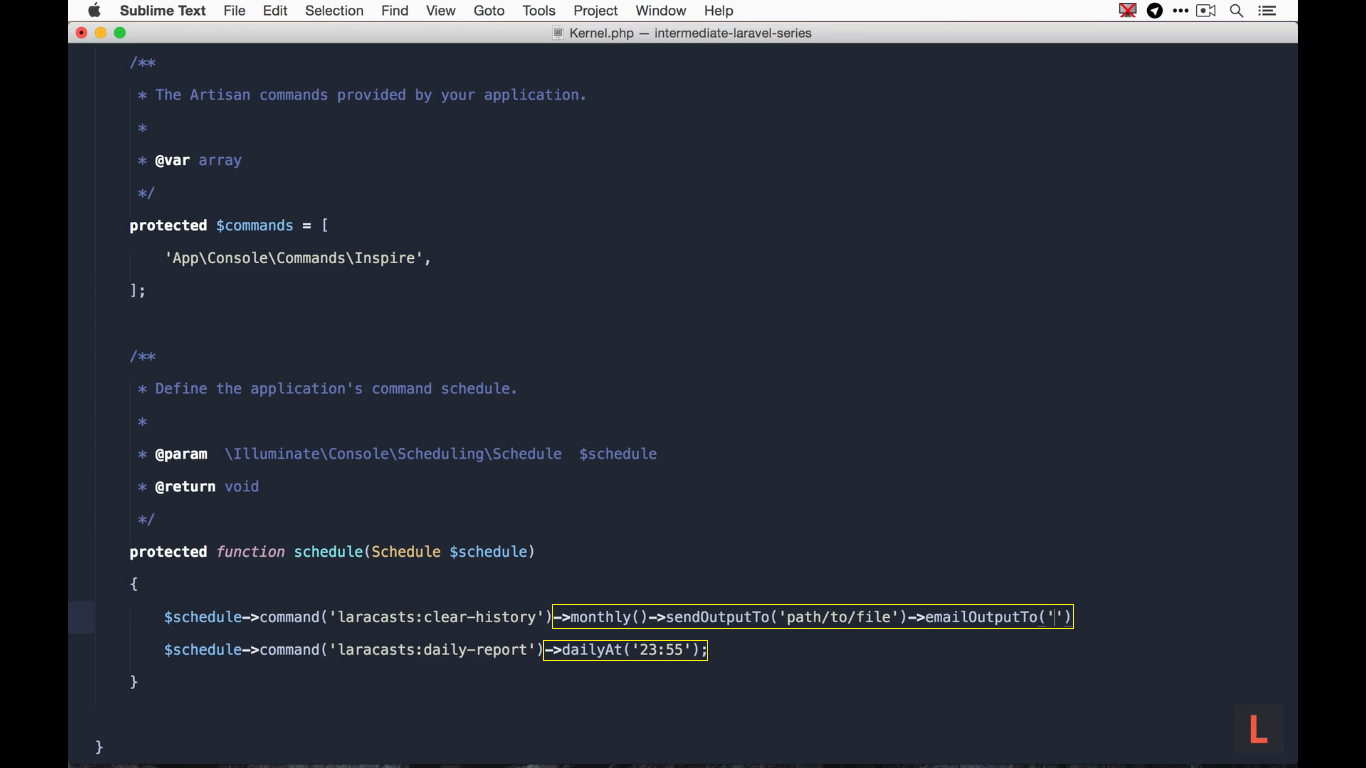 Sublime Text File Edit Selection Find View Goto Tools Project Window Help
Kernel.php — intermediate-laravel-series
/**
* The Artisan commands provided by your application.
*
* @var array
*/
protected $commands = [
'App\Console\Commands\Inspire',
];
/**
* Define the application's command schedule.
*
* @param \Illuminate\Console\Scheduling\Schedule $schedule
* @return void
*/
protected function schedule(Schedule $schedule)
{
$schedule->command('laracasts:clear-history')->monthly()->sendOutputTo('path/to/file')->emailOutputTo('')
$schedule->command('laracasts:daily-report')->dailyAt('23:55');
}
}
L